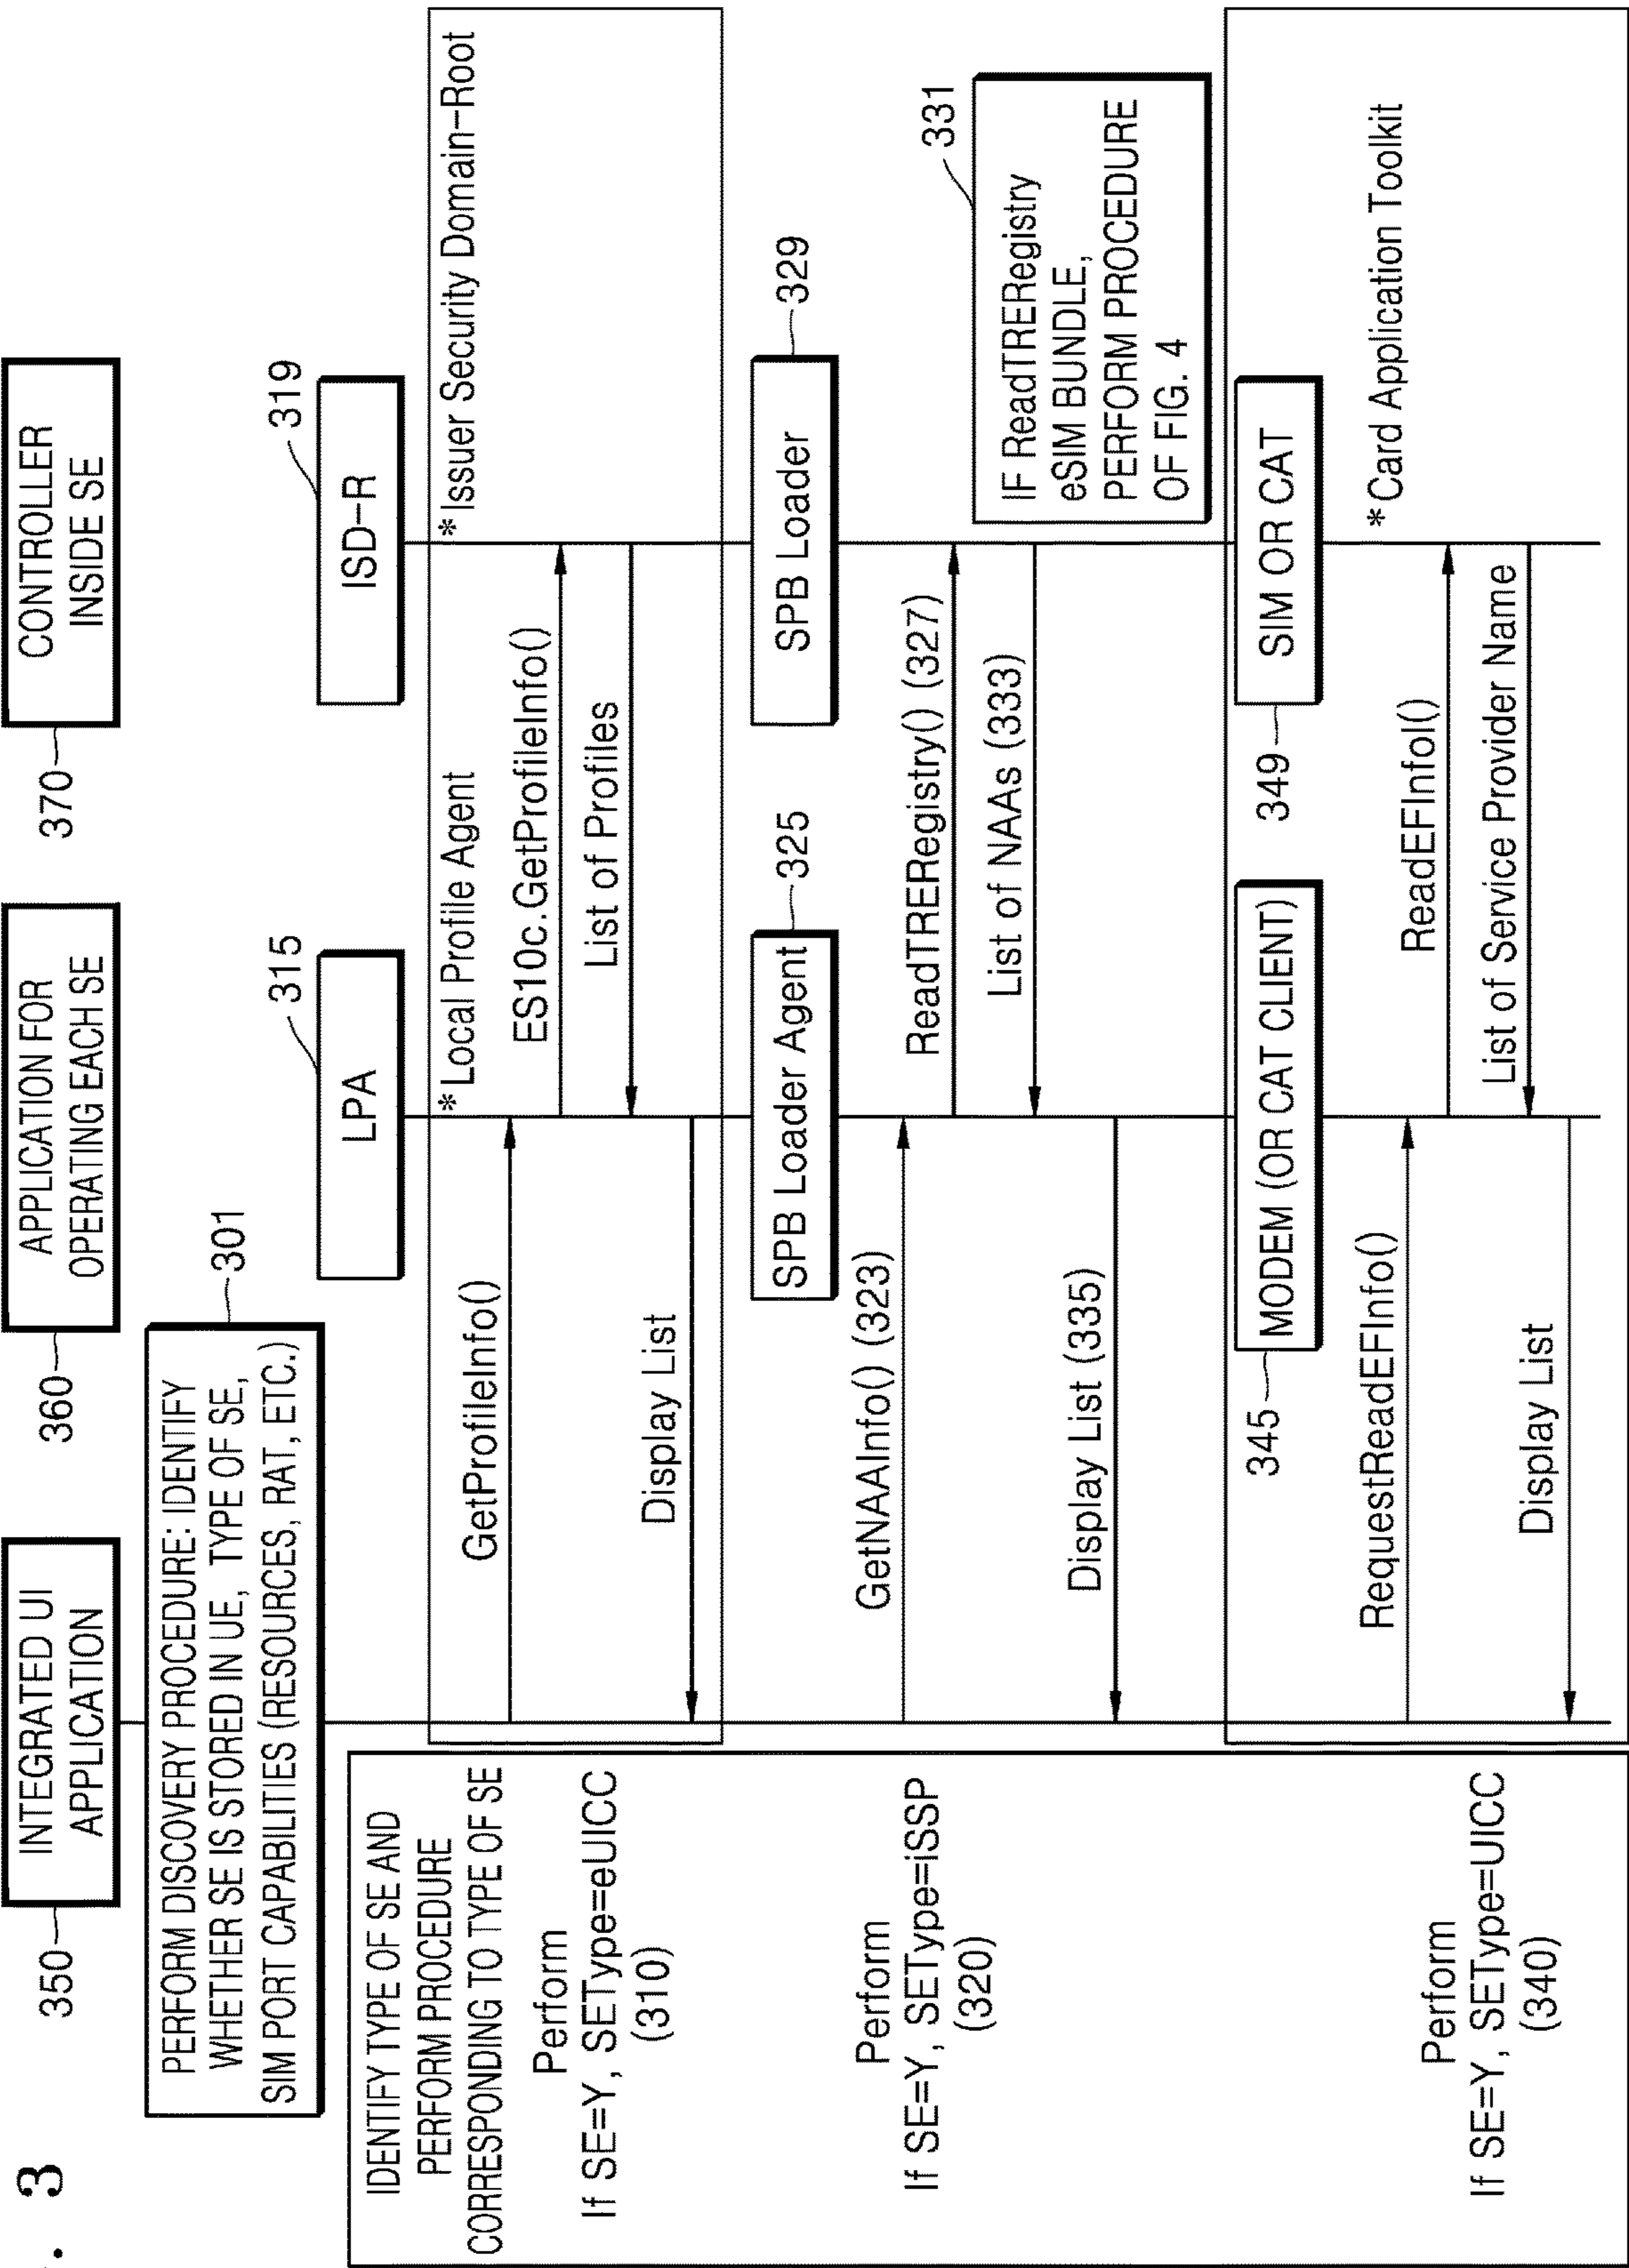 . 3
350
INTEGRATED UI
APPLICATION
360
APPLICATION FOR
OPERATING EACH SE
370
CONTROLLER
INSIDE SE
PERFORM DISCOVERY PROCEDURE: IDENTIFY
WHETHER SE IS STORED IN UE, TYPE OF SE,
SIM PORT CAPABILITIES (RESOURCES, RAT, ETC.)
301
315
LPA
319
ISD-R
IDENTIFY TYPE OF SE AND
PERFORM PROCEDURE
CORRESPONDING TO TYPE OF SE
*Local Profile Agent
*Issuer Security Domain-Root
Perform
If SE=Y, SEType=eUICC
(310)
GetProfileInfo()
ES10c.GetProfileInfo()
List of Profiles
Display List
SPB Loader Agent
325
SPB Loader
329
Perform
If SE=Y, SEType=iSSP
(320)
GetNAAInfo() (323)
ReadTRERegistry() (327)
331
List of NAAs (333)
IF ReadTRERegistry
eSIM BUNDLE,
PERFORM PROCEDURE
OF FIG. 4
Display List (335)
345
MODEM (OR CAT CLIENT)
349
SIM OR CAT
Perform
If SE=Y, SEType=UICC
(340)
RequestReadEFInfo()
*Card Application Toolkit
ReadEFInfol()
List of Service Provider Name
Display List